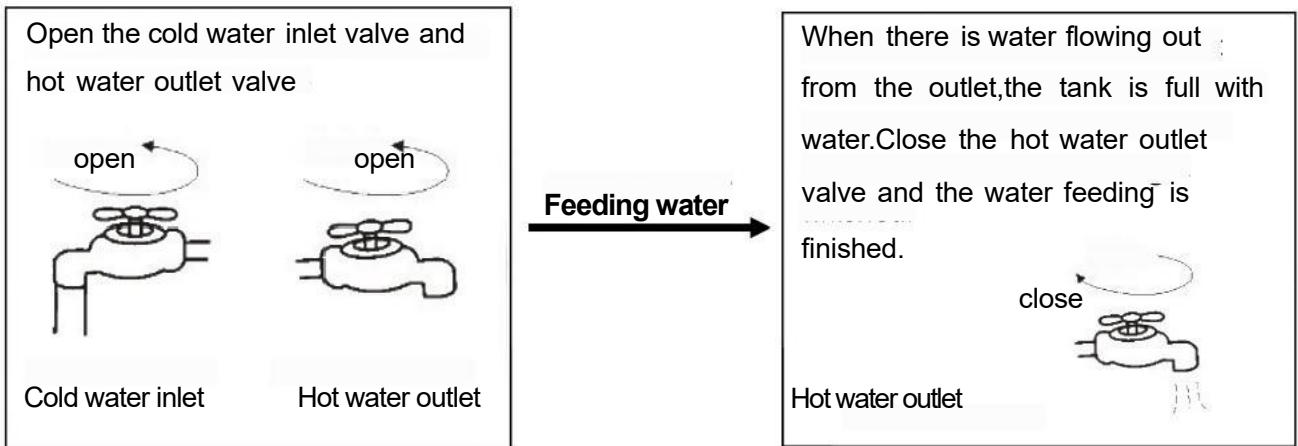 Open the cold water inlet valve and
hot water outlet valve
open
open
Cold water inlet
Hot water outlet
Feeding water
When there is water flowing out
from the outlet,the tank is full with
water.Close the hot water outlet
valve and the water feeding is
finished.
close
Hot water outlet